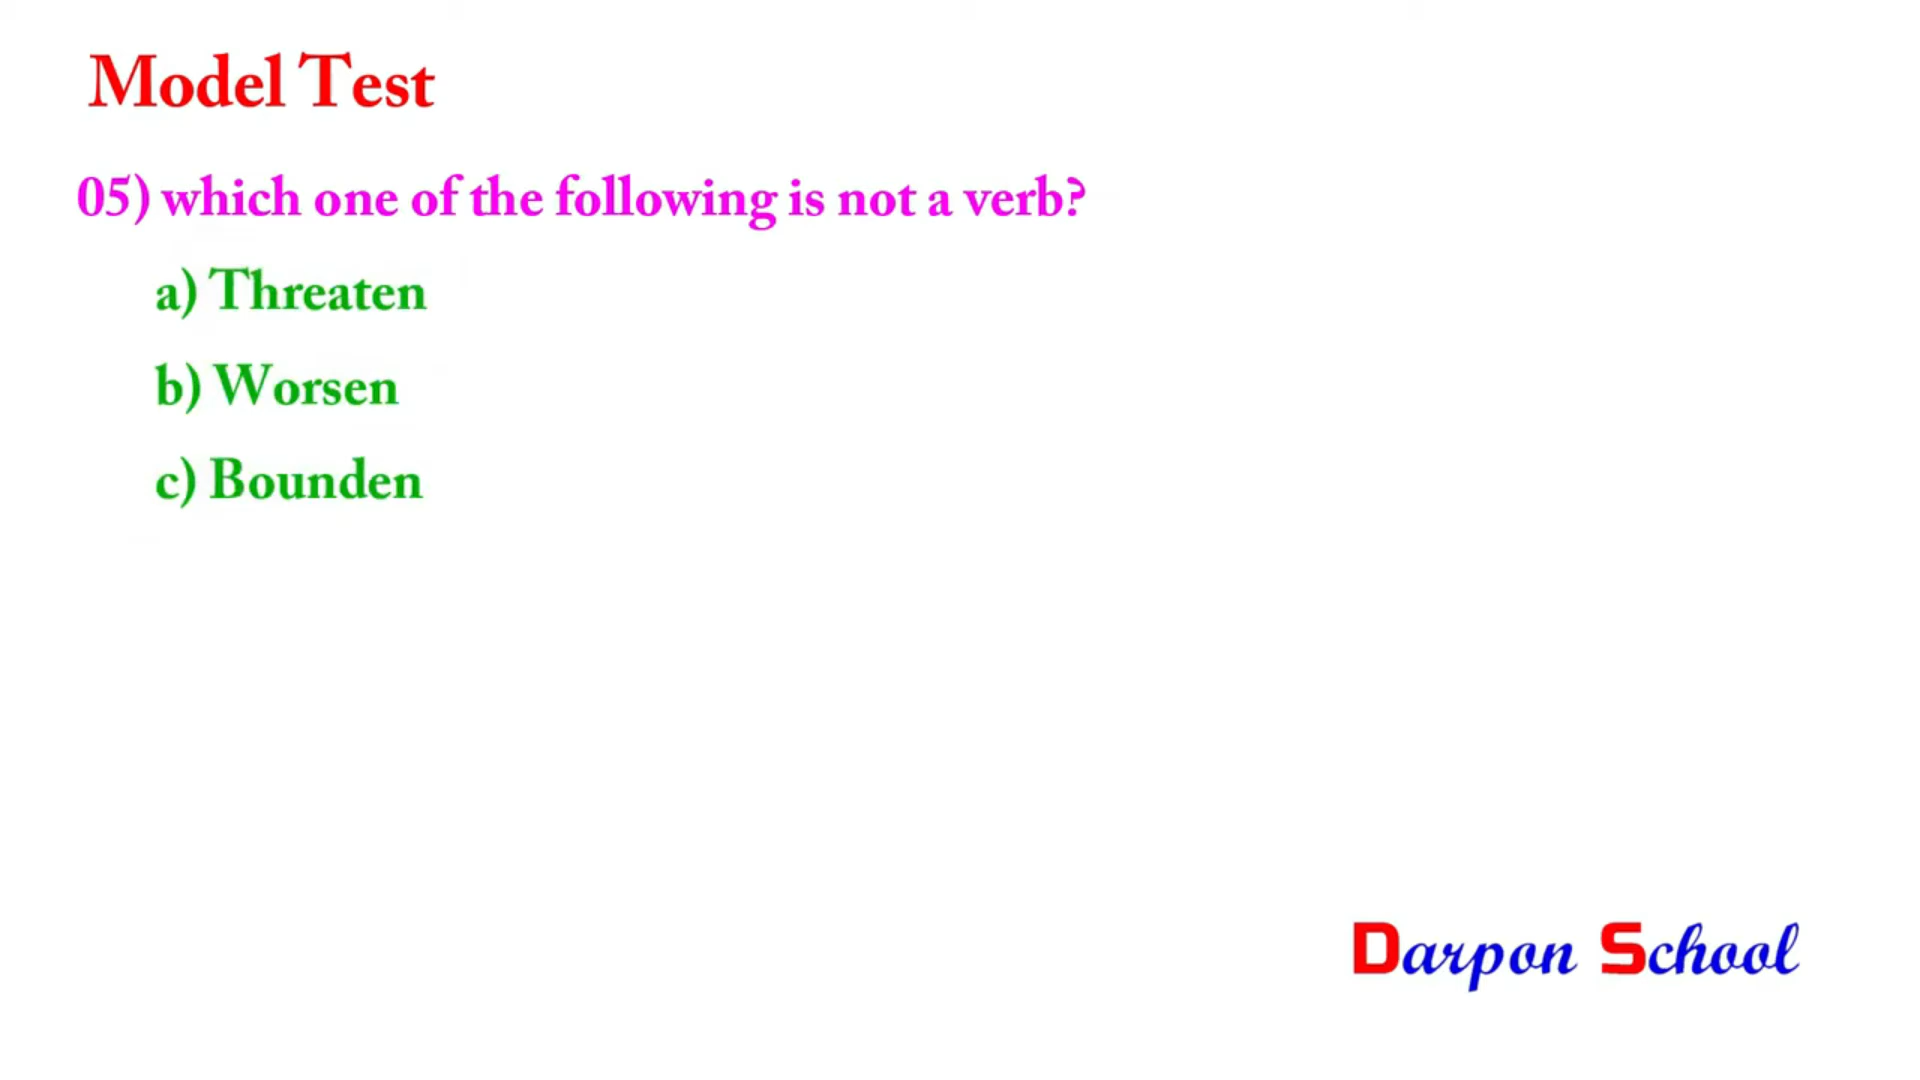 Model Test
05) which one of the following is not a verb?
a) Threaten
b) Worsen
c) Bounden
Darpon School